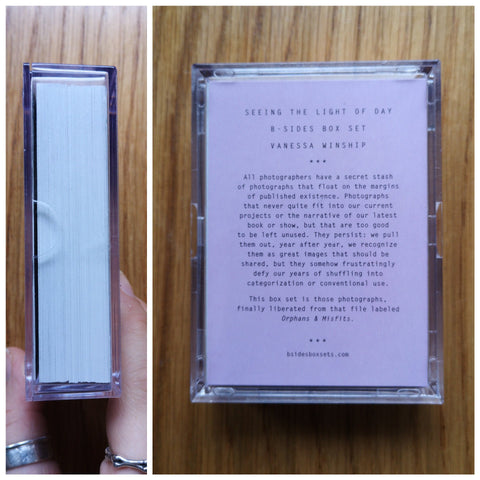 SEEING THE LIGHT OF DAY
B-SIDES BOX SET
VANESSA WINSHIP
***
All photographers have a secret stash
of photographs that float on the margins
of published existence. Photographs
that never quite fit into our current
projects or the narrative of our latest
book or show, but that are too good
to be left unused. They persist: we pull
them out, year after year, we recognize
them as great images that should be
shared, but they somehow frustratingly
defy our years of shuffling into
categorization or conventional use.
This box set is those photographs,
finally liberated from that file labeled
Orphans & Misfits.
***
bsidesboxsets.com